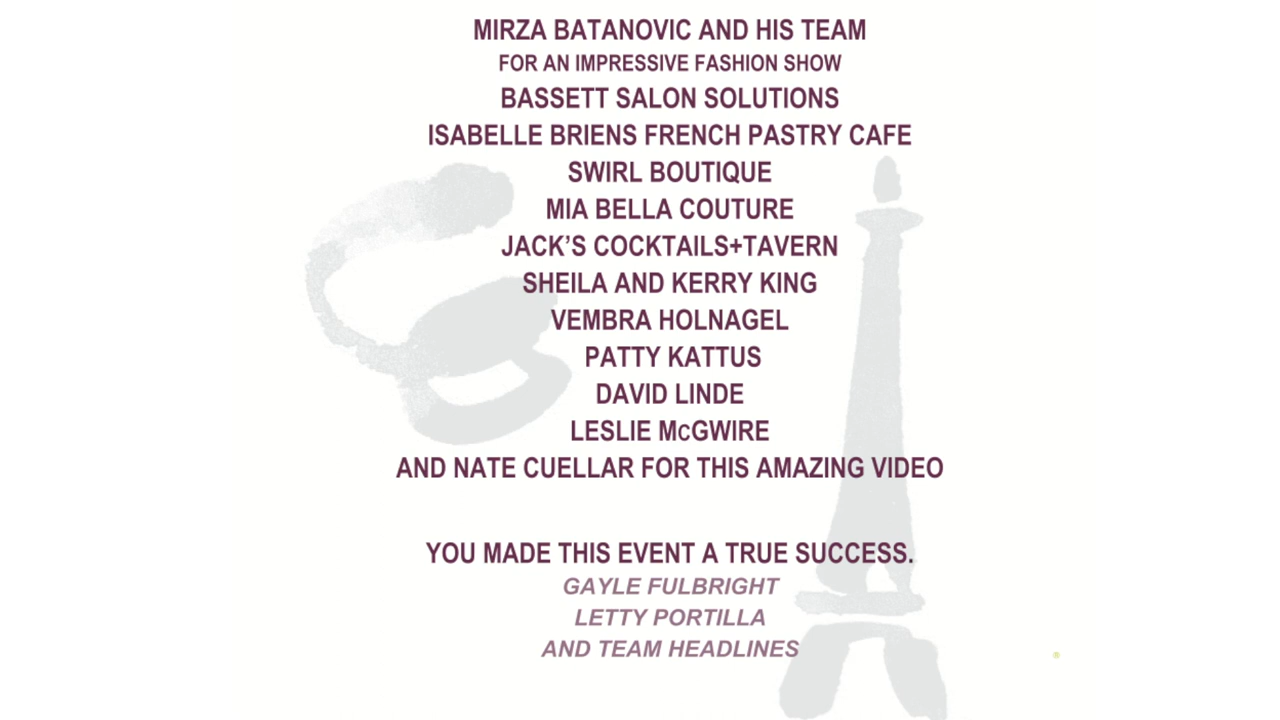 MIRZA BATANOVIC AND HIS TEAM
FOR AN IMPRESSIVE FASHION SHOW
BASSETT SALON SOLUTIONS
ISABELLE BRIENS FRENCH PASTRY CAFE
SWIRL BOUTIQUE
MIA BELLA COUTURE
JACK’S COCKTAILS+TAVERN
SHEILA AND KERRY KING
VEMBRA HOLNAGEL
PATTY KATTUS
DAVID LINDE
LESLIE McGWIRE
AND NATE CUELLAR FOR THIS AMAZING VIDEO
YOU MADE THIS EVENT A TRUE SUCCESS.
GAYLE FULBRIGHT
LETTY PORTILLA
AND TEAM HEADLINES